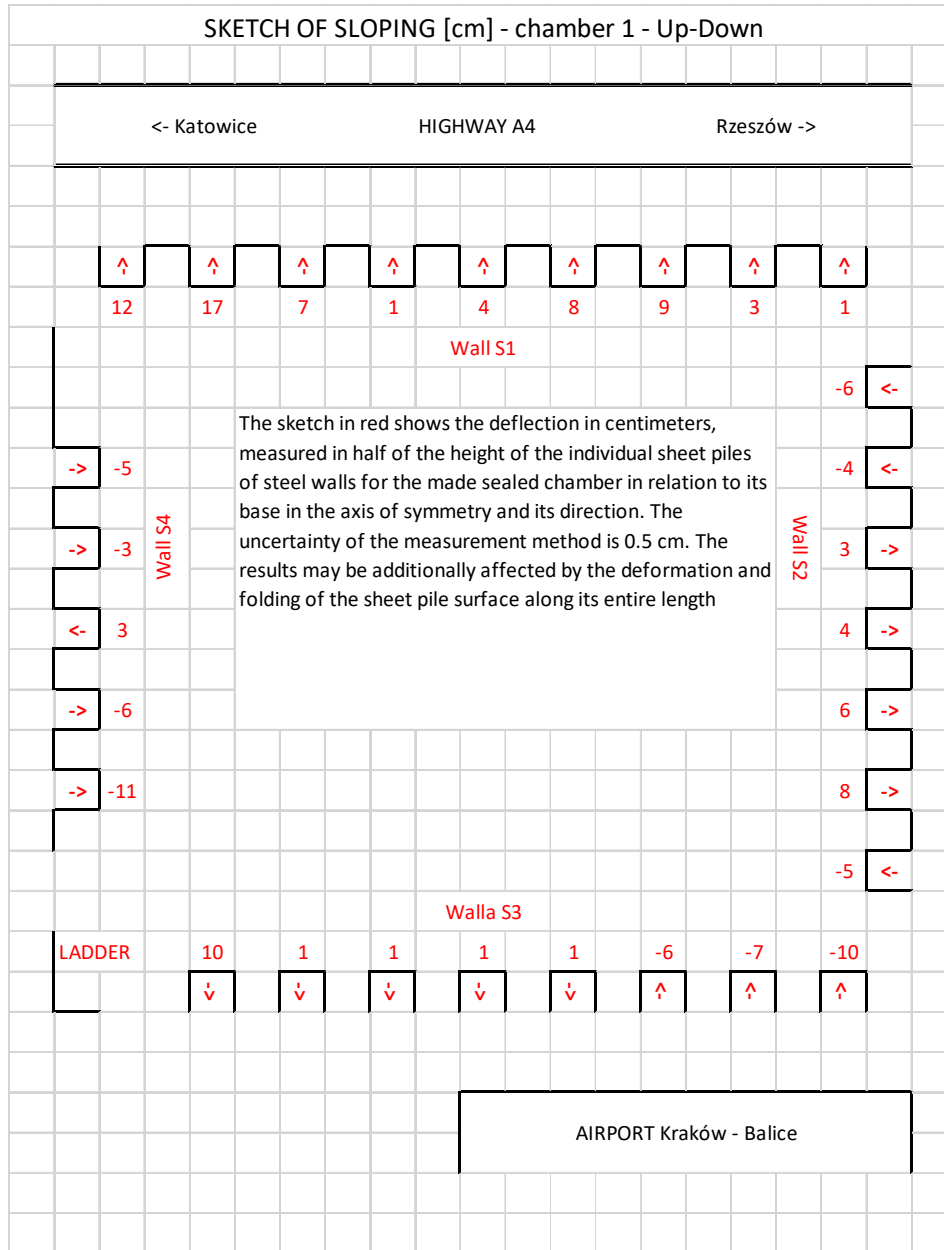 SKETCH OF SLOPING [cm] - chamber 1 - Up-Down
<- Katowice HIGHWAY A4 Rzeszów ->
-> -> -> -> -> -> -> -> ->
12 17 7 1 4 8 9 3 1
Wall S1
-6 <-
The sketch in red shows the deflection in centimeters,
measured in half of the height of the individual sheet piles
of steel walls for the made sealed chamber in relation to its
base in the axis of symmetry and its direction. The
uncertainty of the measurement method is 0.5 cm. The
results may be additionally affected by the deformation and
folding of the sheet pile surface along its entire length
-> -5
-4 <-
-> -3
Wall S4
Wall S2
3 ->
<- 3
4 ->
-> -6
6 ->
-> -11
8 ->
-5 <-
Walla S3
LADDER 10 1 1 1 1 -6 -7 -10
<- <- <- <- <- -> -> ->
AIRPORT Kraków - Balice